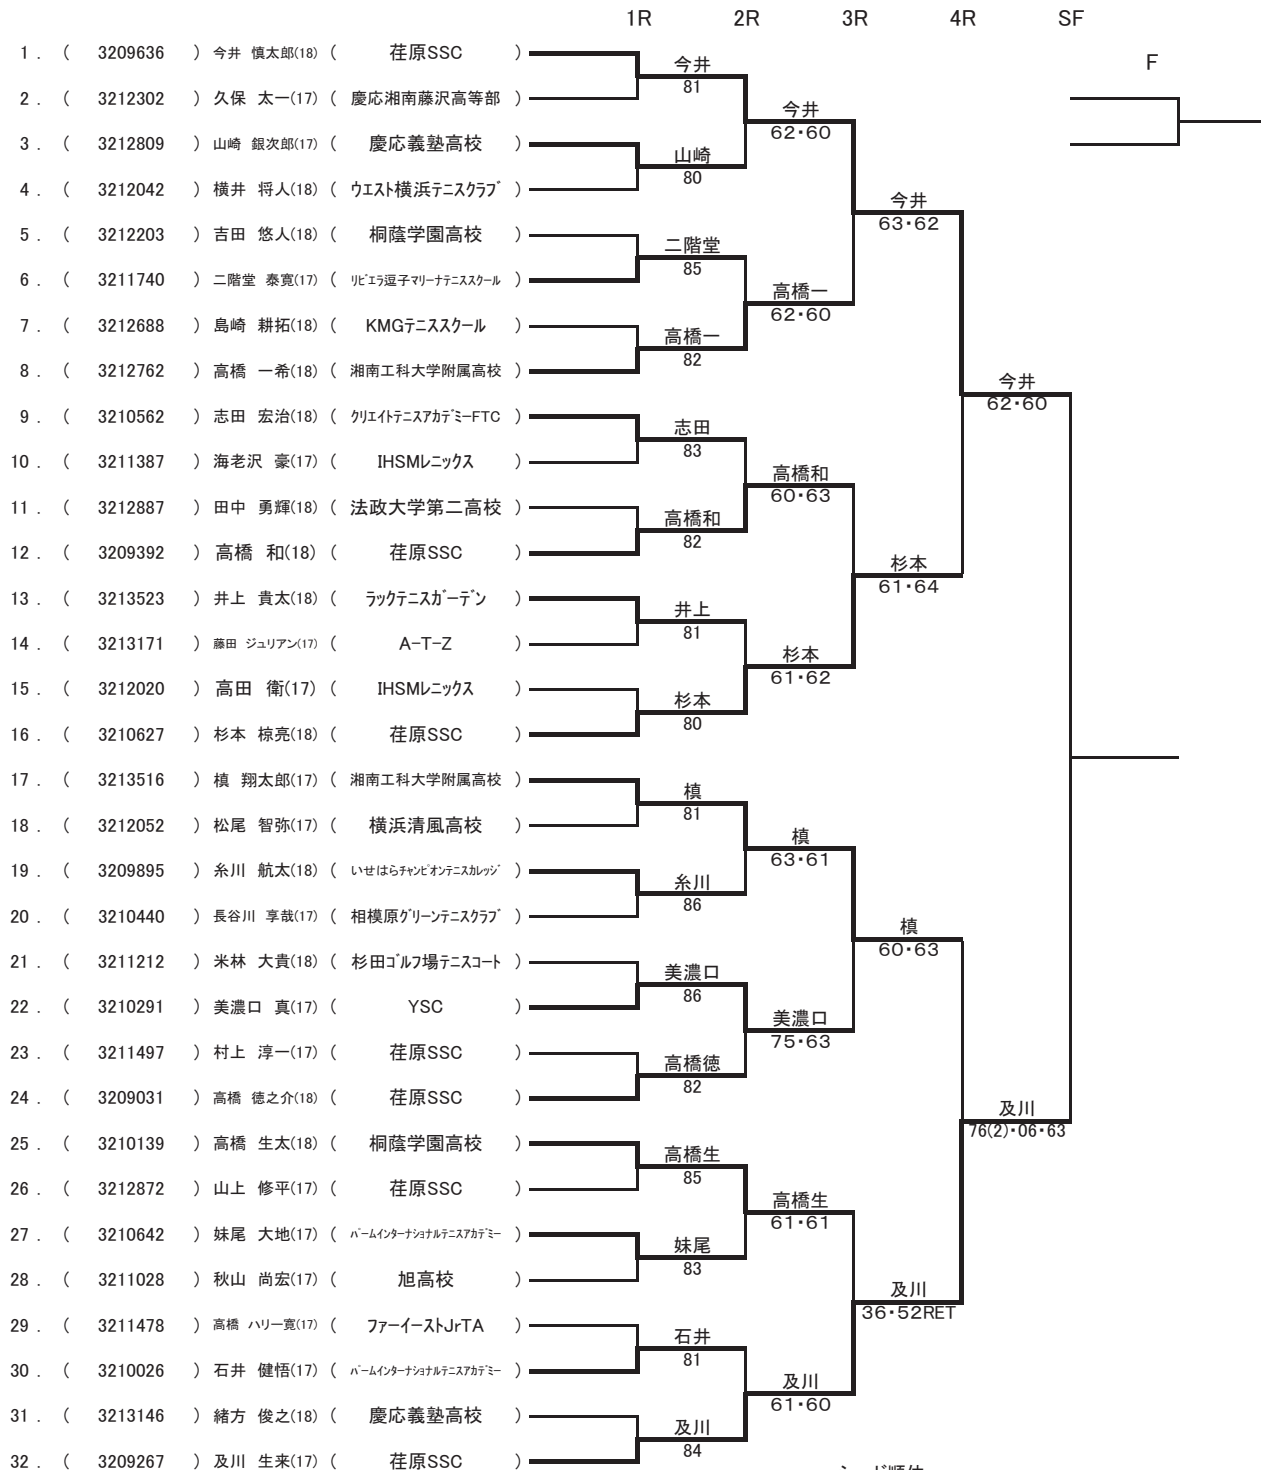 1R 2R 3R 4R SF
F
1. ( 3209636 ) 今井 慎太郎(18) ( 荏原SSC )
2. ( 3212302 ) 久保 太一(17) ( 慶応湘南藤沢高等部 )
3. ( 3212809 ) 山崎 銀次郎(17) ( 慶応義塾高校 )
4. ( 3212042 ) 横井 将人(18) ( ウエスト横浜テニスクラブ )
5. ( 3212203 ) 吉田 悠人(18) ( 桐蔭学園高校 )
6. ( 3211740 ) 二階堂 泰寛(17) ( リビエラ逗子マリーナテニススクール )
7. ( 3212688 ) 島崎 耕拓(18) ( KMGテニススクール )
8. ( 3212762 ) 高橋 一希(18) ( 湘南工科大学附属高校 )
9. ( 3210562 ) 志田 宏治(18) ( クリエイトテニスアカデミーFTC )
10. ( 3211387 ) 海老沢 豪(17) ( IHSMレニックス )
11. ( 3212887 ) 田中 勇輝(18) ( 法政大学第二高校 )
12. ( 3209392 ) 高橋 和(18) ( 荏原SSC )
13. ( 3213523 ) 井上 貴太(18) ( ラックテニスガーデン )
14. ( 3213171 ) 藤田 ジュリアン(17) ( A-T-Z )
15. ( 3212020 ) 高田 衛(17) ( IHSMレニックス )
16. ( 3210627 ) 杉本 椋亮(18) ( 荏原SSC )
17. ( 3213516 ) 槙 翔太郎(17) ( 湘南工科大学附属高校 )
18. ( 3212052 ) 松尾 智弥(17) ( 横浜清風高校 )
19. ( 3209895 ) 糸川 航太(18) ( いせはらチャンピオンテニスカレッジ )
20. ( 3210440 ) 長谷川 享哉(17) ( 相模原グリーンテニスクラブ )
21. ( 3211212 ) 米林 大貴(18) ( 杉田ゴルフ場テニスコート )
22. ( 3210291 ) 美濃口 真(17) ( YSC )
23. ( 3211497 ) 村上 淳一(17) ( 荏原SSC )
24. ( 3209031 ) 高橋 徳之介(18) ( 荏原SSC )
25. ( 3210139 ) 高橋 生太(18) ( 桐蔭学園高校 )
26. ( 3212872 ) 山上 修平(17) ( 荏原SSC )
27. ( 3210642 ) 妹尾 大地(17) ( パームインターナショナルテニスアカデミー )
28. ( 3211028 ) 秋山 尚宏(17) ( 旭高校 )
29. ( 3211478 ) 高橋 ハリー寛(17) ( ファーイーストJrTA )
30. ( 3210026 ) 石井 健悟(17) ( パームインターナショナルテニスアカデミー )
31. ( 3213146 ) 緒方 俊之(18) ( 慶応義塾高校 )
32. ( 3209267 ) 及川 生来(17) ( 荏原SSC )
今井
81
山崎
80
二階堂
85
高橋一
82
志田
83
高橋和
82
井上
81
杉本
80
槙
81
糸川
86
美濃口
86
高橋徳
82
高橋生
85
妹尾
83
石井
81
及川
84
今井
62・60
高橋一
62・60
高橋和
60・63
杉本
61・62
槙
63・61
美濃口
75・63
高橋生
61・61
及川
61・60
今井
63・62
杉本
61・64
槙
60・63
及川
36・52RET
今井
62・60
及川
76(2)・06・63